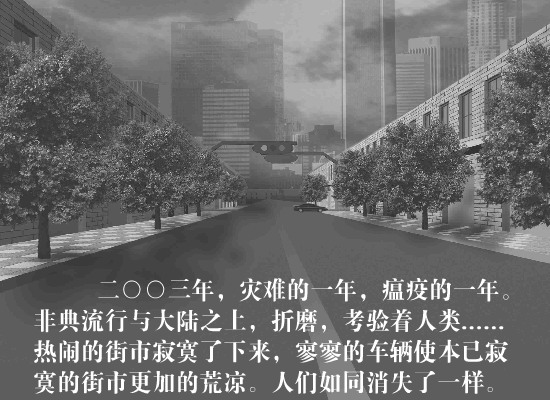 二〇〇三年，灾难的一年，瘟疫的一年。
非典流行与大陆之上，折磨，考验着人类......
热闹的街市寂寞了下来，寥寥的车辆使本已寂
寞的街市更加的荒凉。人们如同消失了一样。